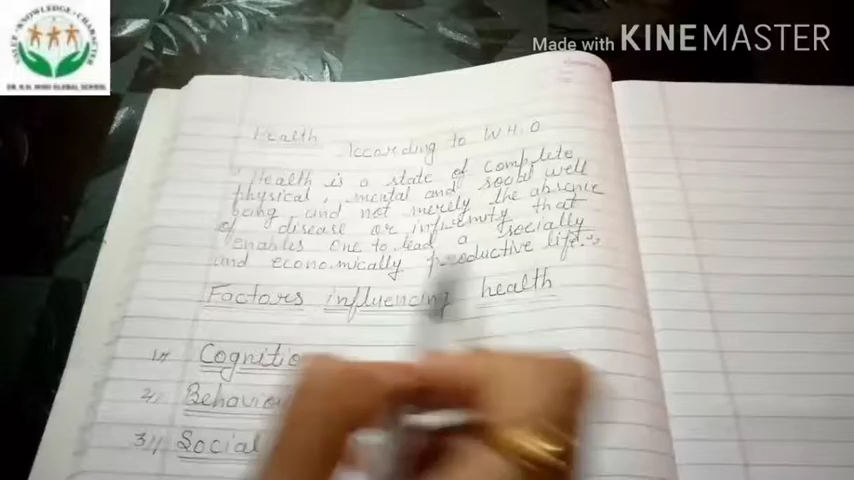 Made with KINEMASTER
Health According to W.H.O
"Health is a state of complete
physical, mental and social well
being and not merely the absence
of disease or infirmity that
enables one to lead a socially
and economically productive life."
Factors influencing health
1) Cognitio
2) Behaviou
3) Social